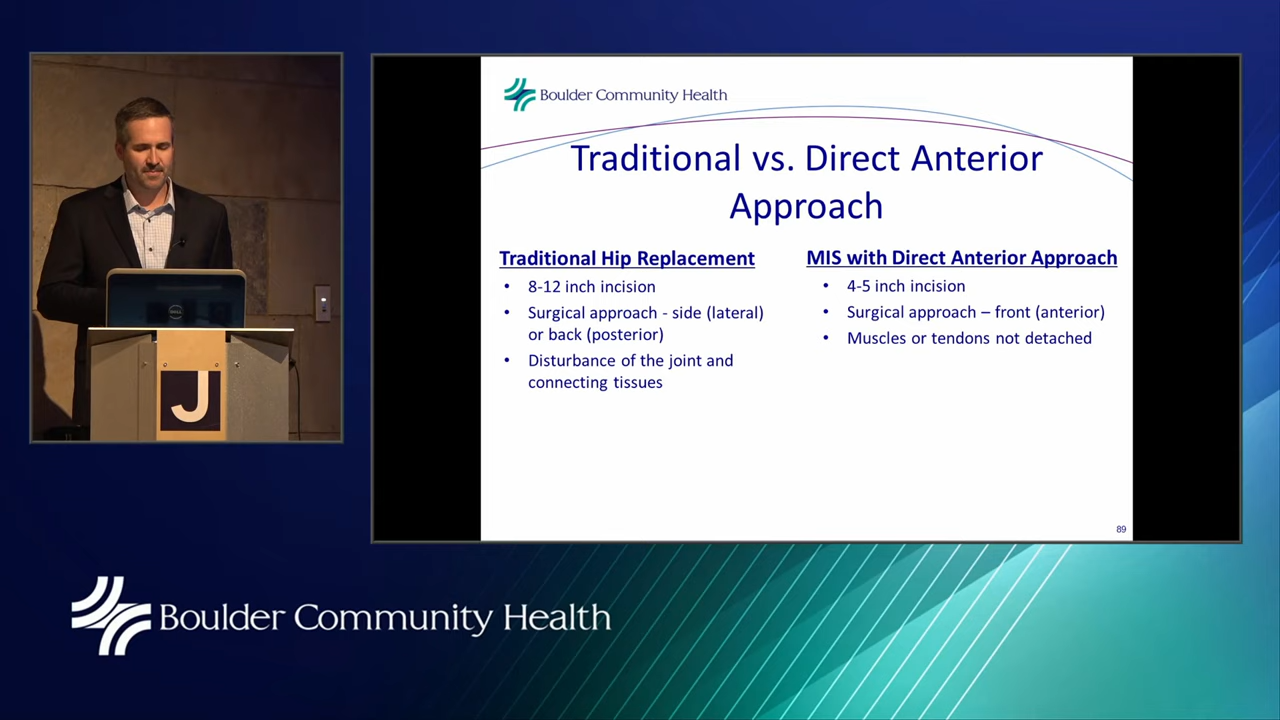 Boulder Community Health
Traditional vs. Direct Anterior
Approach
Traditional Hip Replacement
• 8-12 inch incision
• Surgical approach - side (lateral)
or back (posterior)
• Disturbance of the joint and
connecting tissues
MIS with Direct Anterior Approach
• 4-5 inch incision
• Surgical approach – front (anterior)
• Muscles or tendons not detached
89
DELL
J
Boulder Community Health